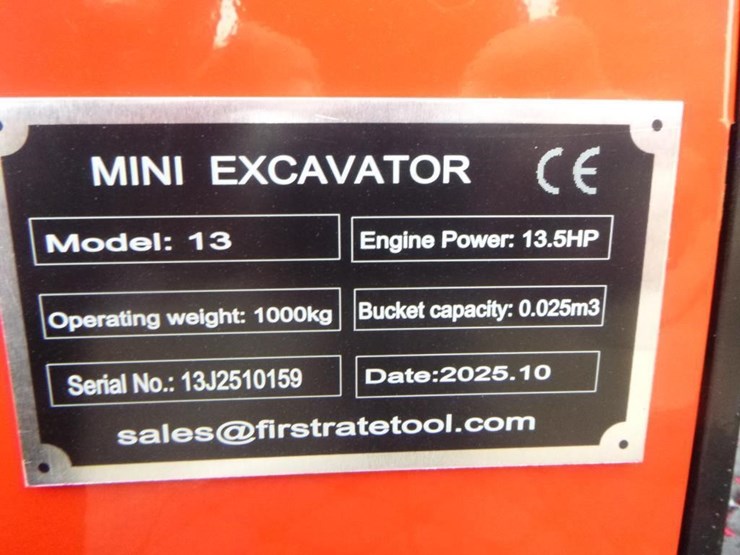 MINI EXCAVATOR CE
Model: 13
Engine Power: 13.5HP
Operating weight: 1000kg
Bucket capacity: 0.025m3
Serial No.: 13J2510159
Date:2025.10
sales@firstratetool.com